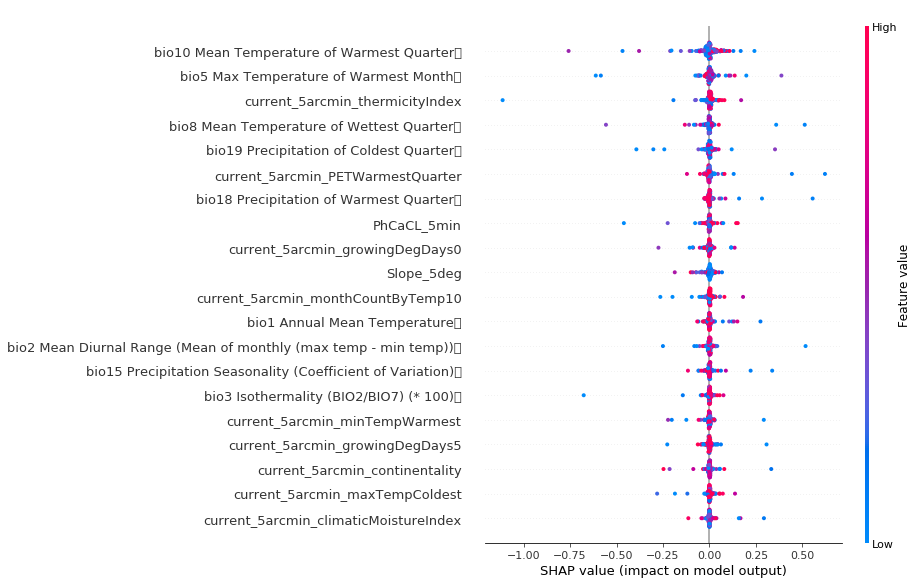 High
bio10 Mean Temperature of Warmest Quarter
bio5 Max Temperature of Warmest Month
current_5arcmin_thermicityIndex
bio8 Mean Temperature of Wettest Quarter
bio19 Precipitation of Coldest Quarter
current_5arcmin_PETWarmestQuarter
bio18 Precipitation of Warmest Quarter
PhCaCL_5min
current_5arcmin_growingDegDays0
Slope_5deg
current_5arcmin_monthCountByTemp10
bio1 Annual Mean Temperature
bio2 Mean Diurnal Range (Mean of monthly (max temp - min temp))
bio15 Precipitation Seasonality (Coefficient of Variation)
bio3 Isothermality (BIO2/BIO7) (* 100)
current_5arcmin_minTempWarmest
current_5arcmin_growingDegDays5
current_5arcmin_continentality
current_5arcmin_maxTempColdest
current_5arcmin_climaticMoistureIndex
Feature value
Low
−1.00 −0.75 −0.50 −0.25 0.00 0.25 0.50
SHAP value (impact on model output)